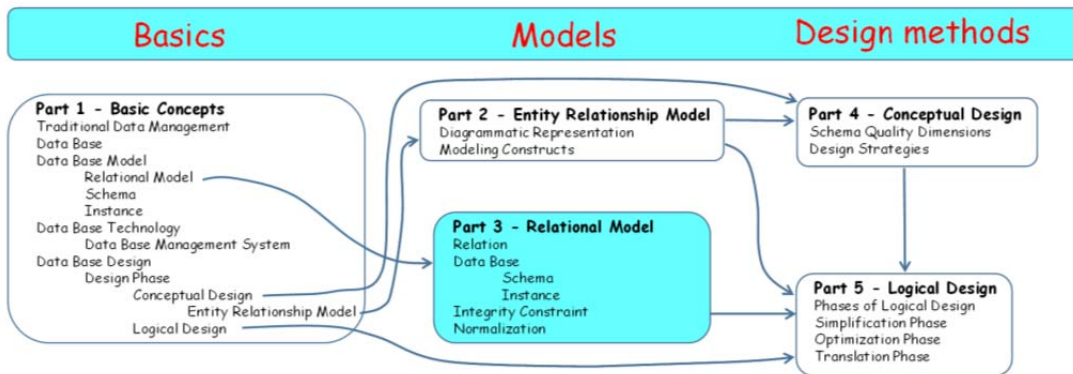 Basics
Models
Design methods
Part 1 - Basic Concepts
Traditional Data Management
Data Base
Data Base Model
Relational Model
Schema
Instance
Data Base Technology
Data Base Management System
Data Base Design
Design Phase
Conceptual Design
Entity Relationship Model
Logical Design
Part 2 - Entity Relationship Model
Diagrammatic Representation
Modeling Constructs
Part 3 - Relational Model
Relation
Data Base
Schema
Instance
Integrity Constraint
Normalization
Part 4 - Conceptual Design
Schema Quality Dimensions
Design Strategies
Part 5 - Logical Design
Phases of Logical Design
Simplification Phase
Optimization Phase
Translation Phase